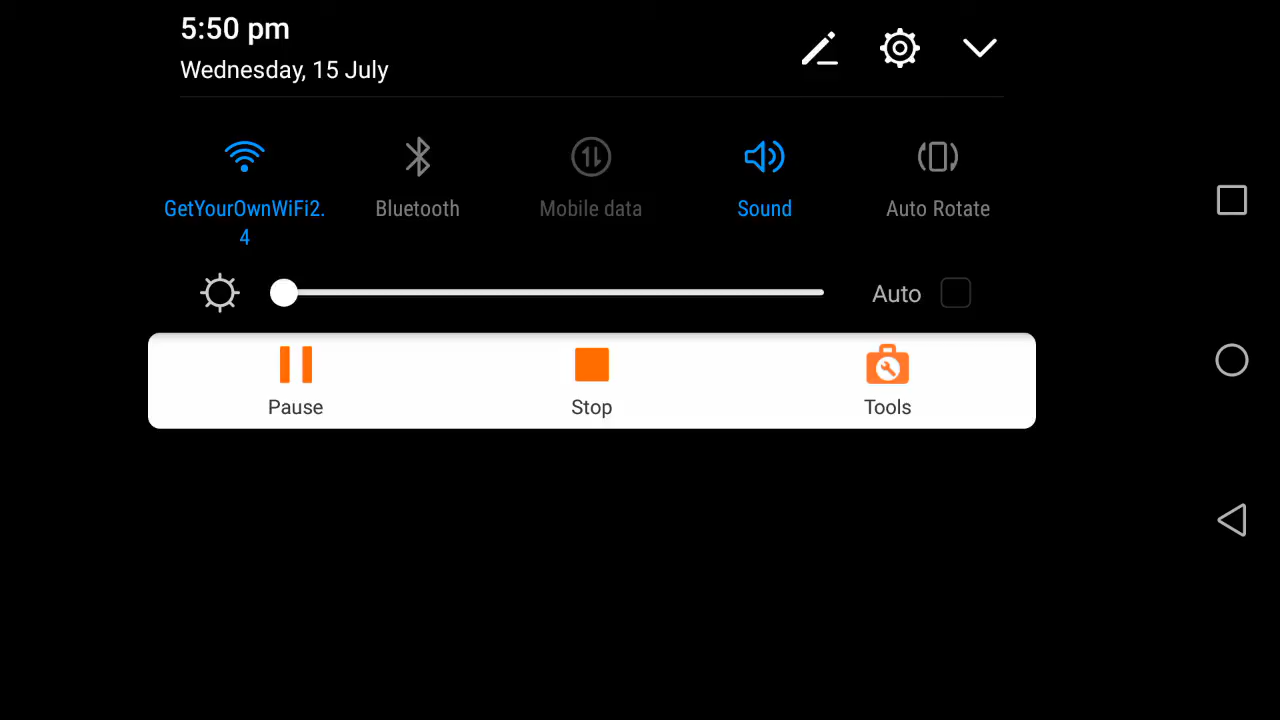 5:50 pm
Wednesday, 15 July
GetYourOwnWiFi2.
4
Bluetooth
Mobile data
Sound
Auto Rotate
Auto
Pause
Stop
Tools